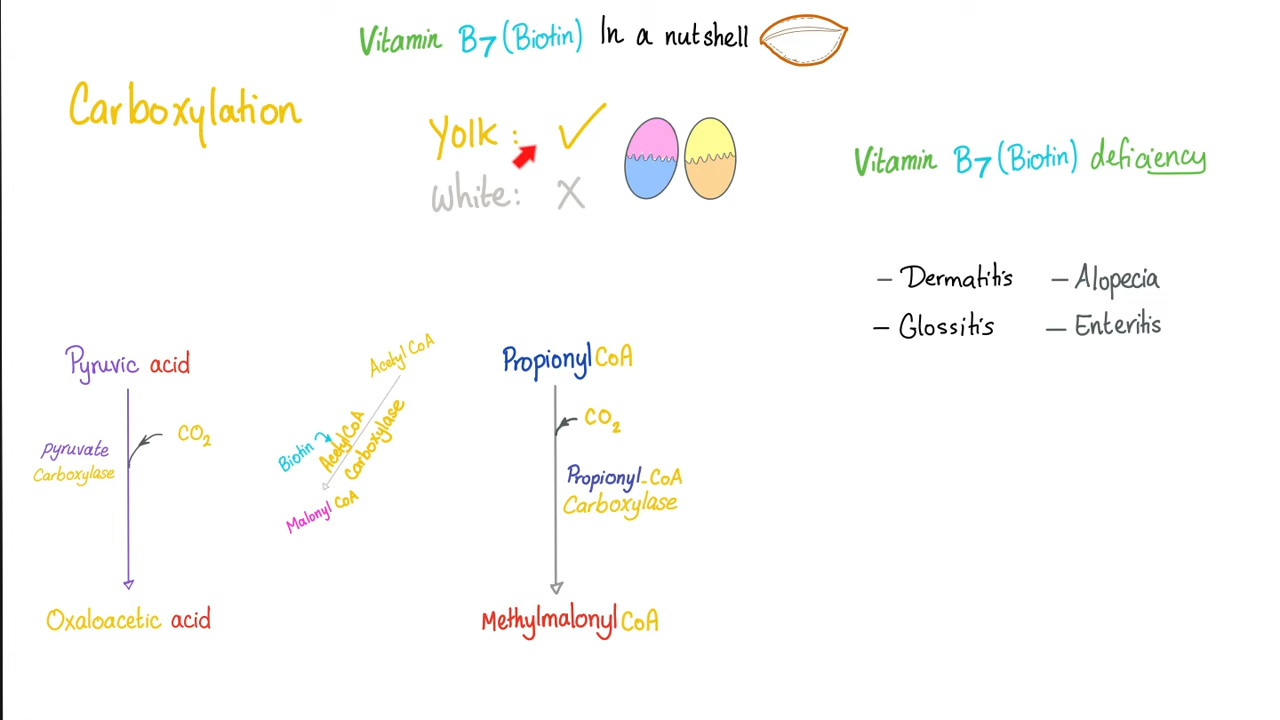 Vitamin B7 (Biotin) In a nutshell
Carboxylation
Yolk : ✓
White: X
Vitamin B7 (Biotin) deficiency
- Dermatitis - Alopecia
- Glossitis - Enteritis
Pyruvic acid
CO2
pyruvate
Carboxylase
Oxaloacetic acid
Acetyl CoA
Biotin
Acetyl CoA
Carboxylase
Malonyl CoA
Propionyl CoA
CO2
Propionyl-CoA
Carboxylase
Methylmalonyl CoA